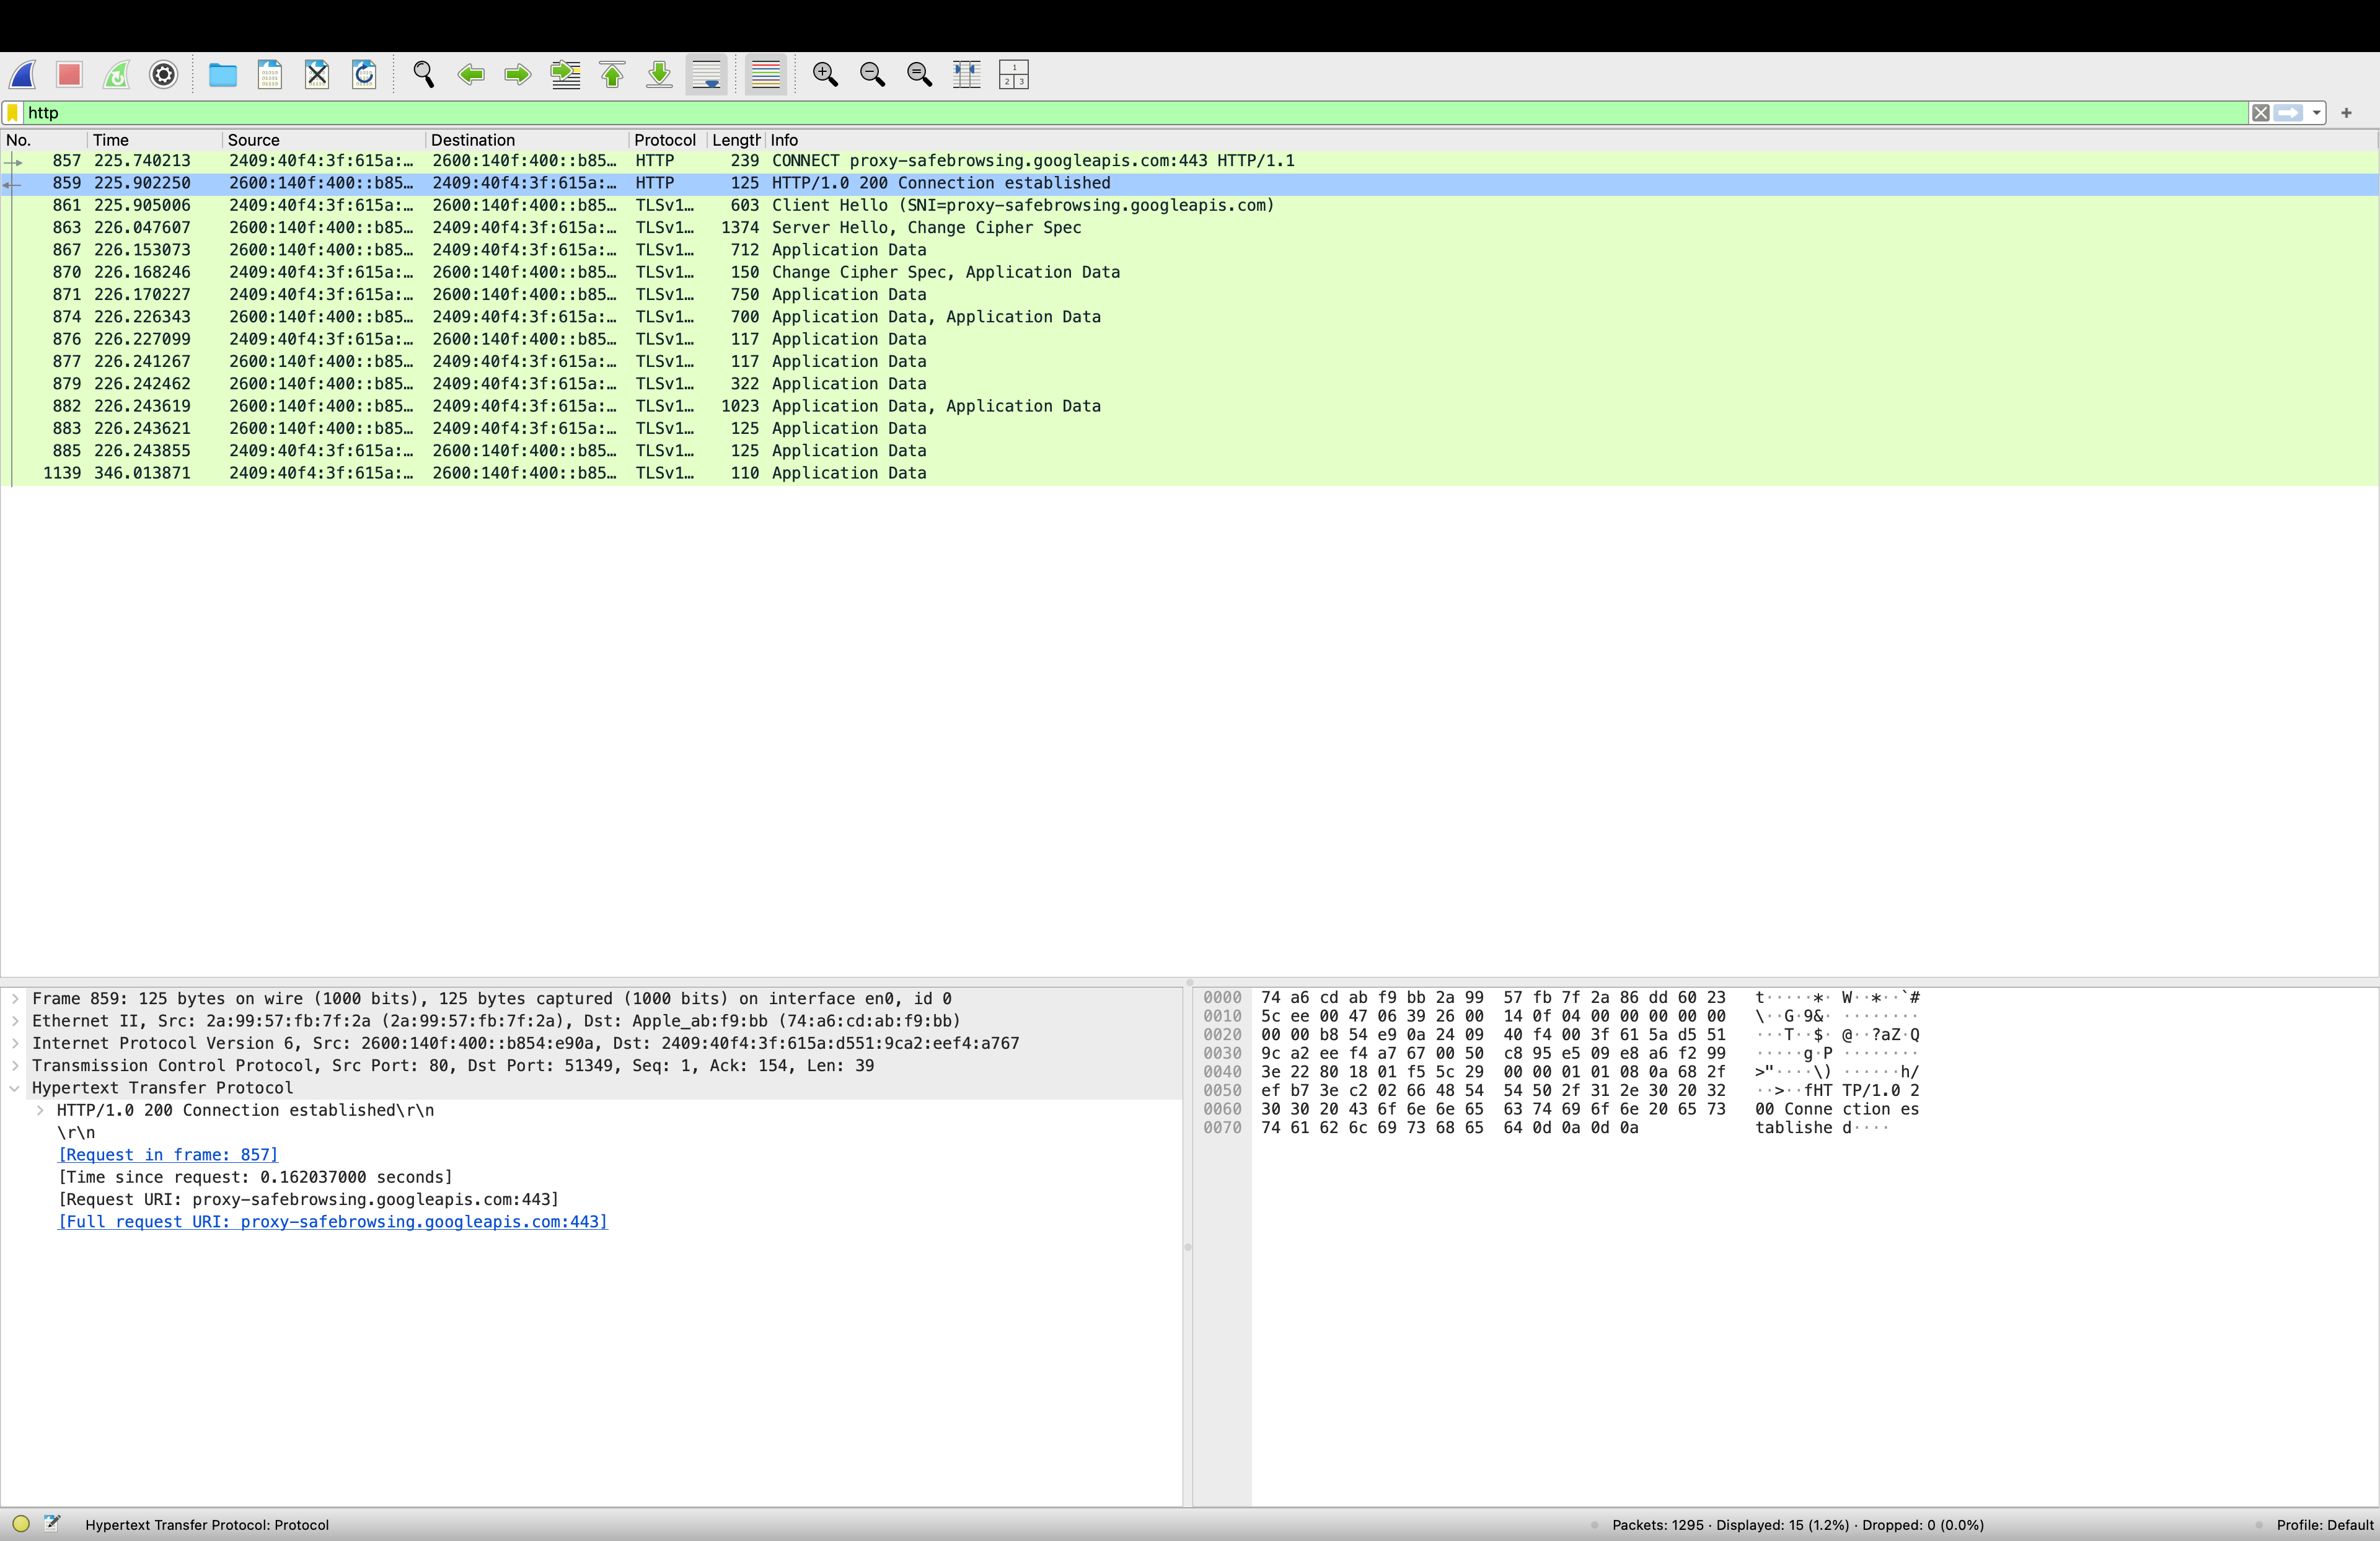 http
No. Time Source Destination Protocol Length Info
857 225.740213 2409:40f4:3f:615a:… 2600:140f:400::b85… HTTP 239 CONNECT proxy-safebrowsing.googleapis.com:443 HTTP/1.1
859 225.902250 2600:140f:400::b85… 2409:40f4:3f:615a:… HTTP 125 HTTP/1.0 200 Connection established
861 225.905006 2409:40f4:3f:615a:… 2600:140f:400::b85… TLSv1… 603 Client Hello (SNI=proxy-safebrowsing.googleapis.com)
863 226.047607 2600:140f:400::b85… 2409:40f4:3f:615a:… TLSv1… 1374 Server Hello, Change Cipher Spec
867 226.153073 2600:140f:400::b85… 2409:40f4:3f:615a:… TLSv1… 712 Application Data
870 226.168246 2409:40f4:3f:615a:… 2600:140f:400::b85… TLSv1… 150 Change Cipher Spec, Application Data
871 226.170227 2409:40f4:3f:615a:… 2600:140f:400::b85… TLSv1… 750 Application Data
874 226.226343 2600:140f:400::b85… 2409:40f4:3f:615a:… TLSv1… 700 Application Data, Application Data
876 226.227099 2409:40f4:3f:615a:… 2600:140f:400::b85… TLSv1… 117 Application Data
877 226.241267 2600:140f:400::b85… 2409:40f4:3f:615a:… TLSv1… 117 Application Data
879 226.242462 2600:140f:400::b85… 2409:40f4:3f:615a:… TLSv1… 322 Application Data
882 226.243619 2600:140f:400::b85… 2409:40f4:3f:615a:… TLSv1… 1023 Application Data, Application Data
883 226.243621 2600:140f:400::b85… 2409:40f4:3f:615a:… TLSv1… 125 Application Data
885 226.243855 2409:40f4:3f:615a:… 2600:140f:400::b85… TLSv1… 125 Application Data
1139 346.013871 2409:40f4:3f:615a:… 2600:140f:400::b85… TLSv1… 110 Application Data
Frame 859: 125 bytes on wire (1000 bits), 125 bytes captured (1000 bits) on interface en0, id 0
Ethernet II, Src: 2a:99:57:fb:7f:2a (2a:99:57:fb:7f:2a), Dst: Apple_ab:f9:bb (74:a6:cd:ab:f9:bb)
Internet Protocol Version 6, Src: 2600:140f:400::b854:e90a, Dst: 2409:40f4:3f:615a:d551:9ca2:eef4:a767
Transmission Control Protocol, Src Port: 80, Dst Port: 51349, Seq: 1, Ack: 154, Len: 39
Hypertext Transfer Protocol
HTTP/1.0 200 Connection established\r\n
\r\n
[Request in frame: 857]
[Time since request: 0.162037000 seconds]
[Request URI: proxy-safebrowsing.googleapis.com:443]
[Full request URI: proxy-safebrowsing.googleapis.com:443]
0000 74 a6 cd ab f9 bb 2a 99 57 fb 7f 2a 86 dd 60 23 t·····*· W··*··`#
0010 5c ee 00 47 06 39 26 00 14 0f 04 00 00 00 00 00 \··G·9&· ········
0020 00 00 b8 54 e9 0a 24 09 40 f4 00 3f 61 5a d5 51 ···T··$· @··?aZ·Q
0030 9c a2 ee f4 a7 67 00 50 c8 95 e5 09 e8 a6 f2 99 ·····g·P ········
0040 3e 22 80 18 01 f5 5c 29 00 00 01 01 08 0a 68 2f >"····\) ······h/
0050 ef b7 3e c2 02 66 48 54 54 50 2f 31 2e 30 20 32 ··>··fHT TP/1.0 2
0060 30 30 20 43 6f 6e 6e 65 63 74 69 6f 6e 20 65 73 00 Conne ction es
0070 74 61 62 6c 69 73 68 65 64 0d 0a 0d 0a tablishe d····
Hypertext Transfer Protocol: Protocol
Packets: 1295 · Displayed: 15 (1.2%) · Dropped: 0 (0.0%)
Profile: Default